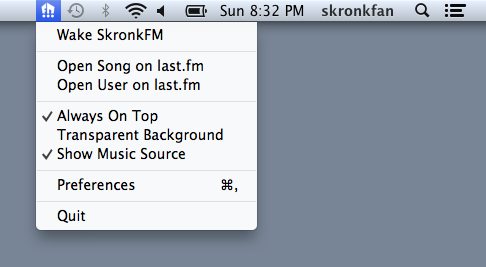 Sun 8:32 PM skronkfan
Wake SkronkFM
Open Song on last.fm
Open User on last.fm
✓ Always On Top
Transparent Background
✓ Show Music Source
Preferences ⌘,
Quit